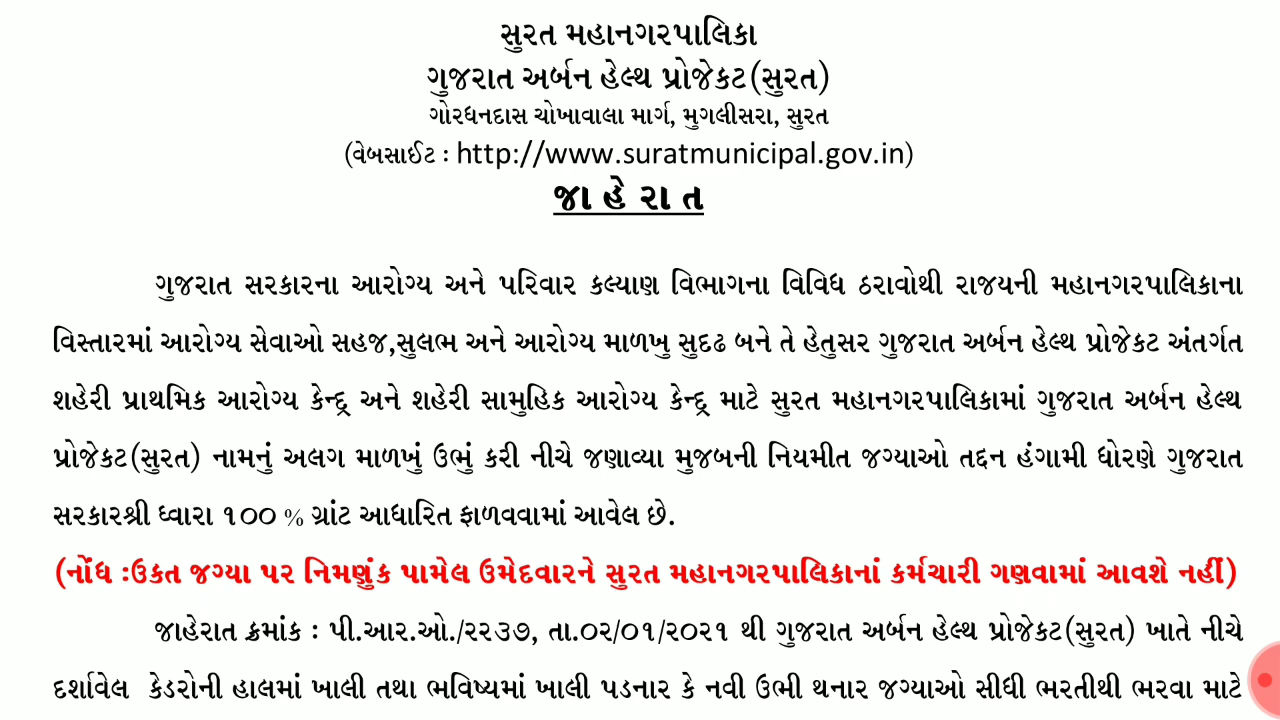 સુરત મહાનગરપાલિકા
ગુજરાત અર્બન હેલ્થ પ્રોજેકટ(સુરત)
ગોરધનદાસ ચોખાવાલા માર્ગ, મુગલીસરા, સુરત
(વેબસાઈટ : http://www.suratmunicipal.gov.in)
જા હે રા ત
ગુજરાત સરકારના આરોગ્ય અને પરિવાર કલ્યાણ વિભાગના વિવિધ ઠરાવોથી રાજયની મહાનગરપાલિકાના
વિસ્તારમાં આરોગ્ય સેવાઓ સહજ,સુલભ અને આરોગ્ય માળખુ સુદઢ બને તે હેતુસર ગુજરાત અર્બન હેલ્થ પ્રોજેકટ અંતર્ગત
શહેરી પ્રાથમિક આરોગ્ય કેન્દ્ર અને શહેરી સામુહિક આરોગ્ય કેન્દ્ર માટે સુરત મહાનગરપાલિકામાં ગુજરાત અર્બન હેલ્થ
પ્રોજેકટ(સુરત) નામનું અલગ માળખું ઉભું કરી નીચે જણાવ્યા મુજબની નિયમીત જગ્યાઓ તદ્દન હંગામી ધોરણે ગુજરાત
સરકારશ્રી ધ્વારા ૧૦૦ % ગ્રાંટ આધારિત ફાળવવામાં આવેલ છે.
(નોંધ :ઉકત જગ્યા પર નિમણુંક પામેલ ઉમેદવારને સુરત મહાનગરપાલિકાનાં કર્મચારી ગણવામાં આવશે નહીં)
જાહેરાત ક્રમાંક : પી.આર.ઓ./૨૨૩૭, તા.૦૨/૦૧/૨૦૨૧ થી ગુજરાત અર્બન હેલ્થ પ્રોજેકટ(સુરત) ખાતે નીચે
દર્શાવેલ કેડરોની હાલમાં ખાલી તથા ભવિષ્યમાં ખાલી પડનાર કે નવી ઉભી થનાર જગ્યાઓ સીધી ભરતીથી ભરવા માટે